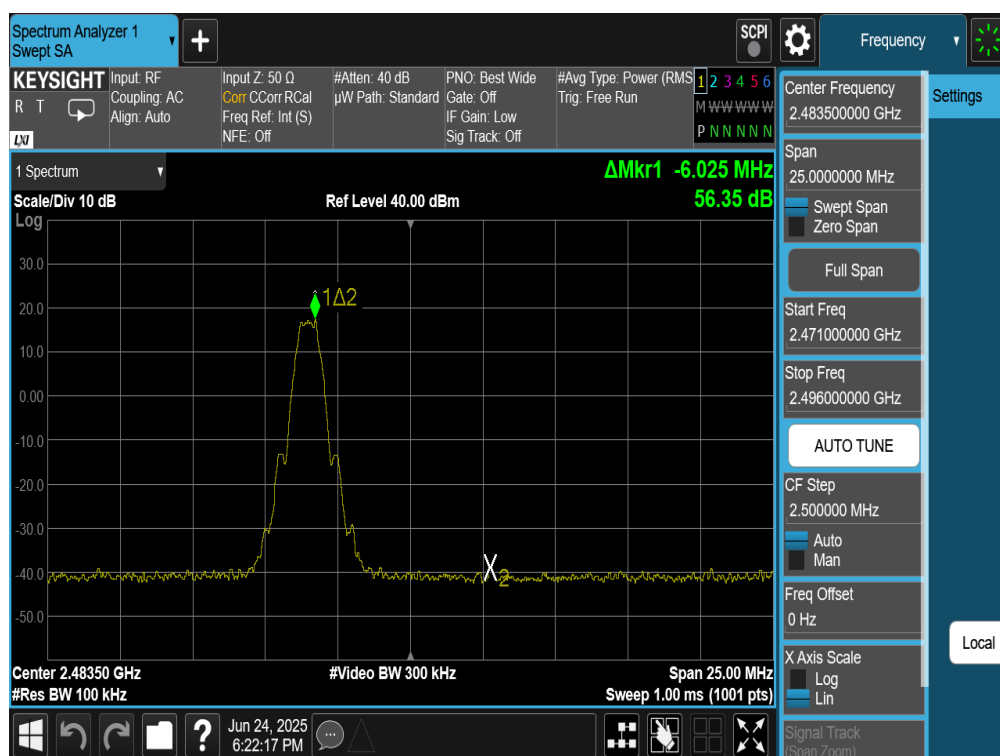 Spectrum Analyzer 1
Swept SA
+
SCPI
Frequency
KEYSIGHT
R T
LXI
Input: RF
Coupling: AC
Align: Auto
Input Z: 50 Ω
Corr CCorr RCal
Freq Ref: Int (S)
NFE: Off
#Atten: 40 dB
µW Path: Standard
PNO: Best Wide
Gate: Off
IF Gain: Low
Sig Track: Off
#Avg Type: Power (RMS
Trig: Free Run
1 2 3 4 5 6
M W W W W W
P N N N N N
1 Spectrum
ΔMkr1 -6.025 MHz
56.35 dB
Scale/Div 10 dB
Ref Level 40.00 dBm
Log
30.0
20.0
10.0
0.00
-10.0
-20.0
-30.0
-40.0
-50.0
1Δ2
X
2
Center 2.48350 GHz
#Video BW 300 kHz
Span 25.00 MHz
#Res BW 100 kHz
Sweep 1.00 ms (1001 pts)
Center Frequency
2.483500000 GHz
Settings
Span
25.0000000 MHz
Swept Span
Zero Span
Full Span
Start Freq
2.471000000 GHz
Stop Freq
2.496000000 GHz
AUTO TUNE
CF Step
2.500000 MHz
Auto
Man
Freq Offset
0 Hz
X Axis Scale
Log
Lin
Local
Signal Track
(Span Zoom)
?
Jun 24, 2025
6:22:17 PM